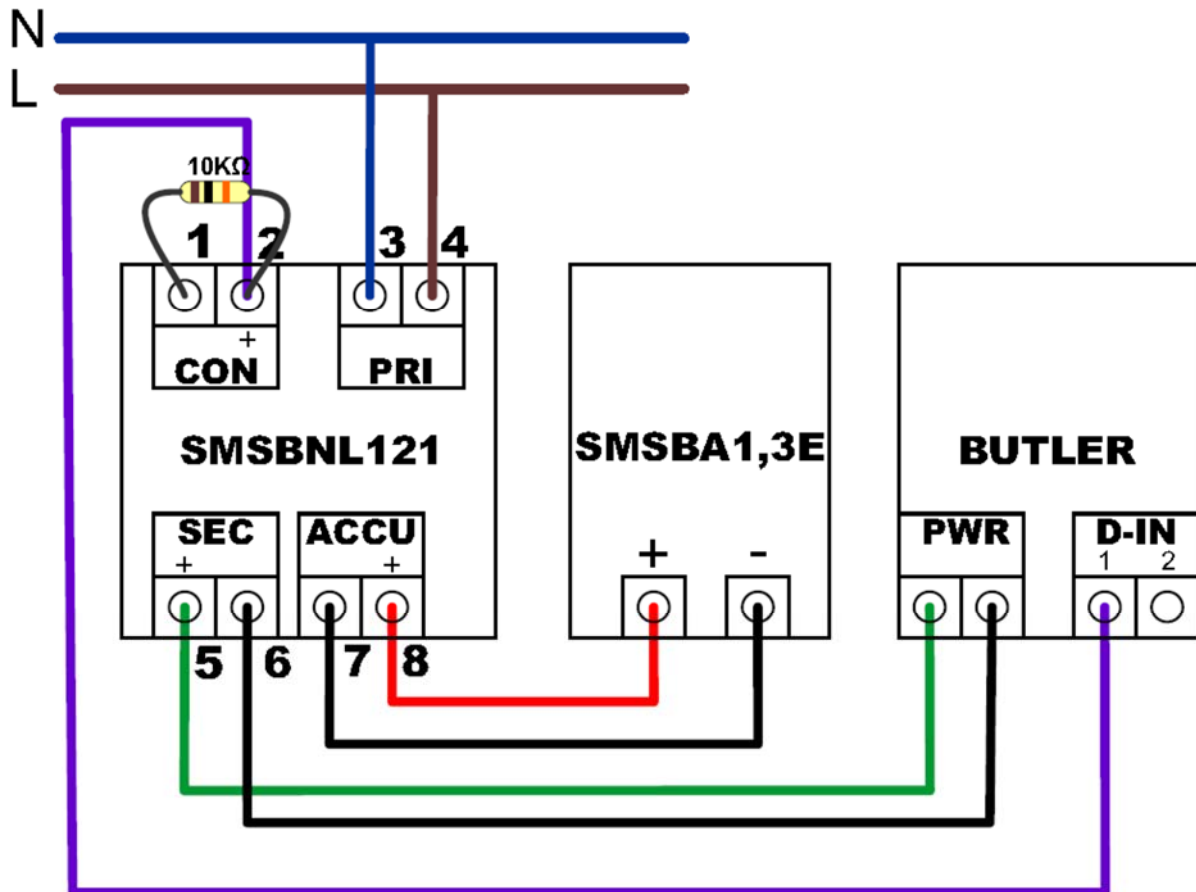 N
L
10KΩ
1 2 3 4
+
CON PRI
SMSBNL121 SMSBA1,3E BUTLER
SEC ACCU PWR D-IN
+ + + - 1 2
5 6 7 8